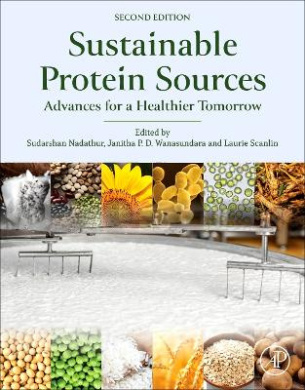 SECOND EDITION
Sustainable
Protein Sources
Advances for a Healthier Tomorrow
Edited by
Sudarshan Nadathur, Janitha P. D. Wanasundara and Laurie Scanlin